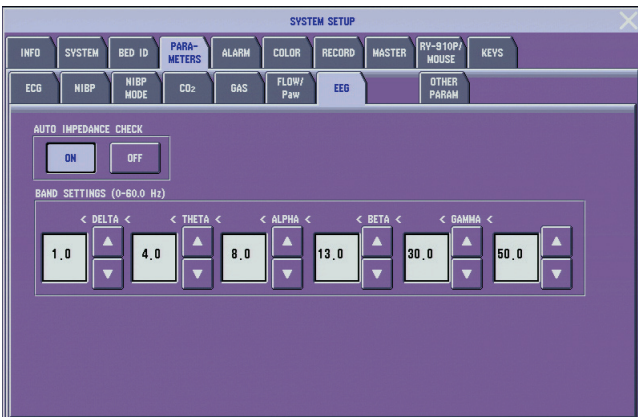 SYSTEM SETUP
INFO SYSTEM BED ID PARA-METERS ALARM COLOR RECORD MASTER RY-910P/MOUSE KEYS
ECG NIBP NIBP MODE CO₂ GAS FLOW/Paw EEG OTHER PARAM
AUTO IMPEDANCE CHECK
ON OFF
BAND SETTINGS (0-60.0 Hz)
< DELTA < < THETA < < ALPHA < < BETA < < GAMMA <
1.0 4.0 8.0 13.0 30.0 50.0